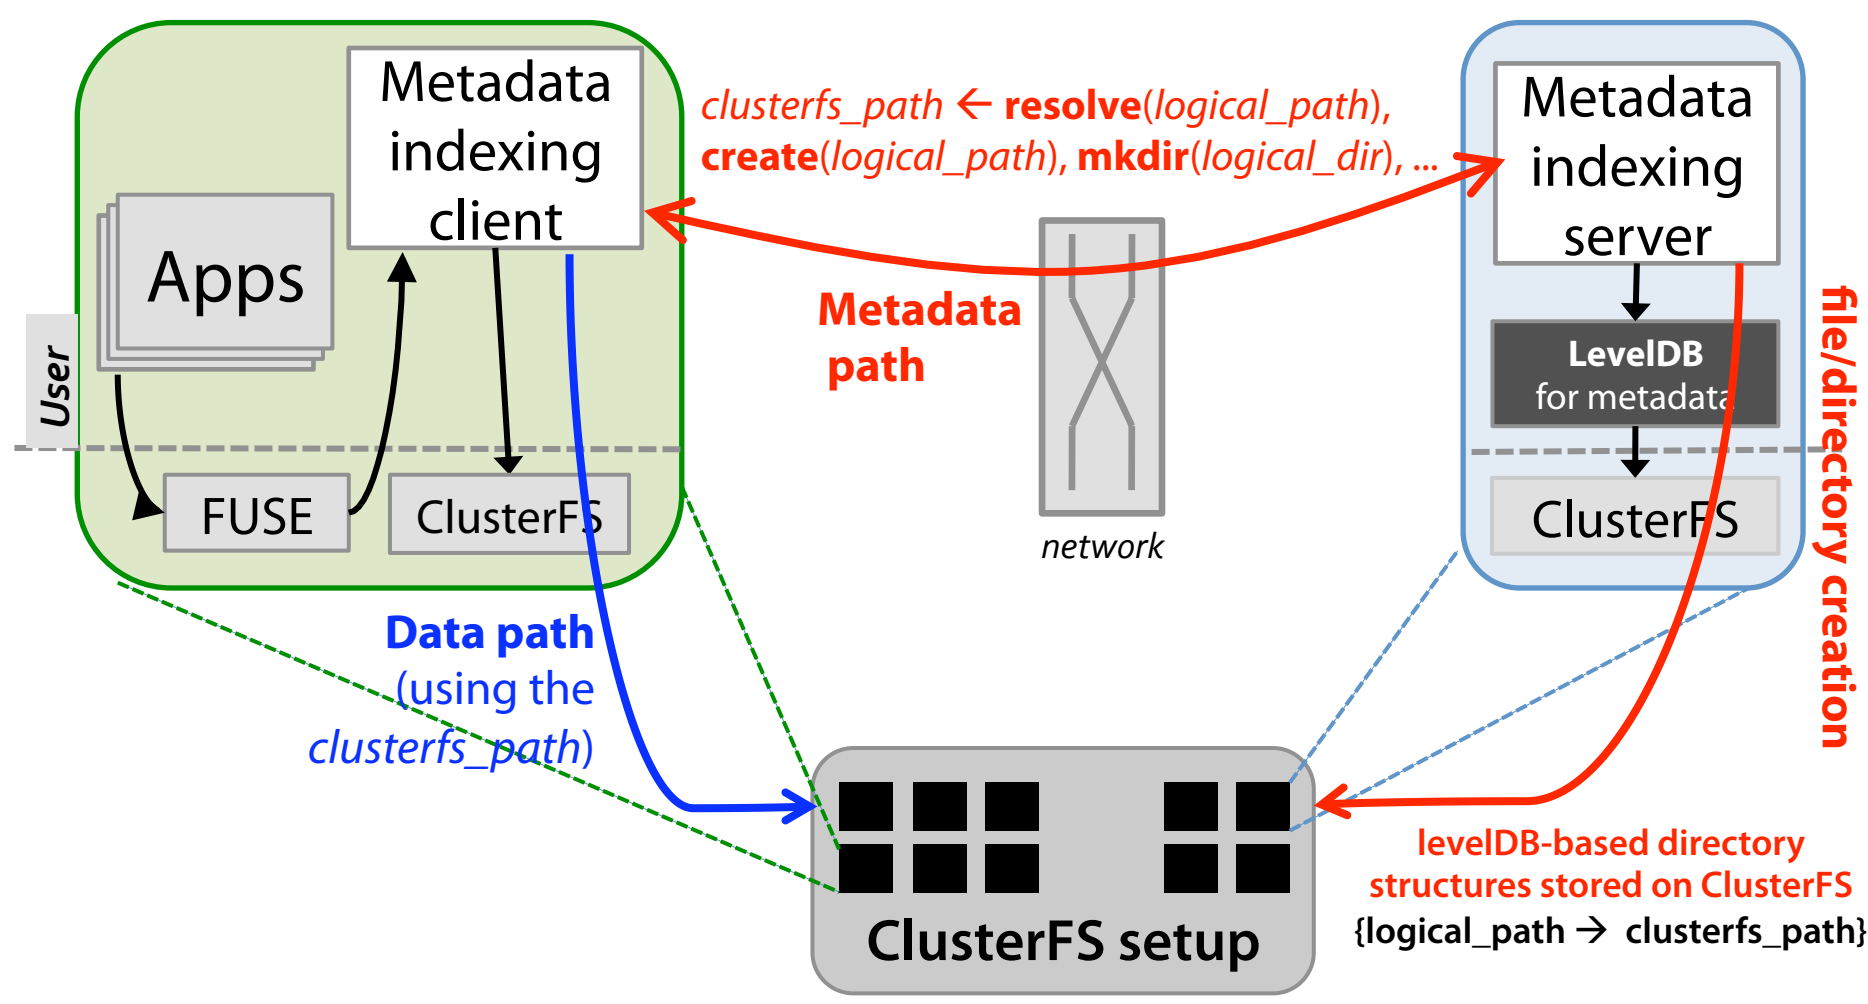 Metadata
indexing
client
Apps
User
FUSE
ClusterFS
clusterfs_path ← resolve(logical_path),
create(logical_path), mkdir(logical_dir), ...
Metadata
path
network
Metadata
indexing
server
LevelDB
for metadata
ClusterFS
file/directory creation
Data path
(using the
clusterfs_path)
ClusterFS setup
levelDB-based directory
structures stored on ClusterFS
{logical_path → clusterfs_path}